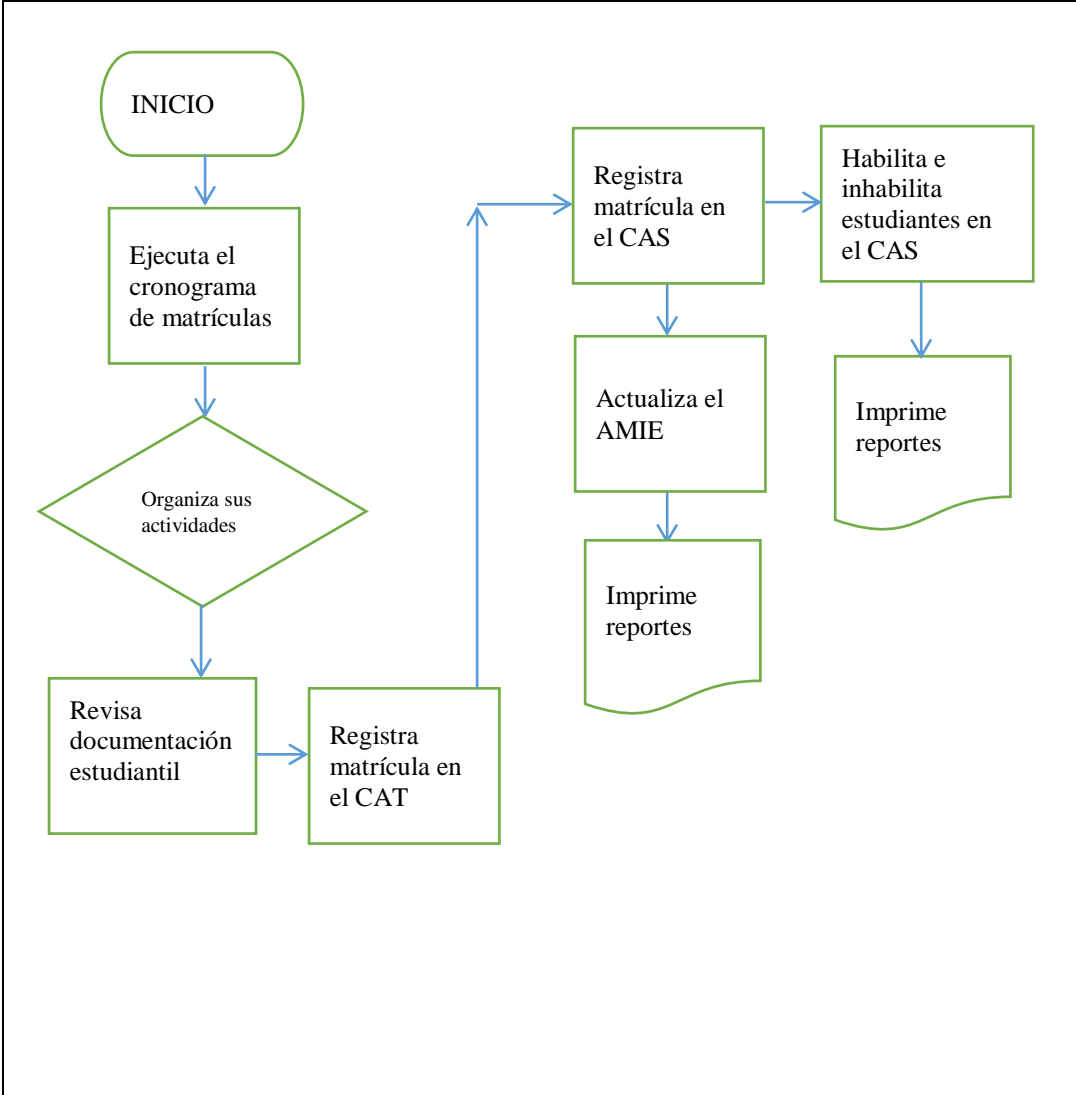 INICIO
Ejecuta el
cronograma
de matrículas
Organiza sus
actividades
Revisa
documentación
estudiantil
Registra
matrícula en
el CAT
Registra
matrícula en
el CAS
Actualiza el
AMIE
Imprime
reportes
Habilita e
inhabilita
estudiantes en
el CAS
Imprime
reportes